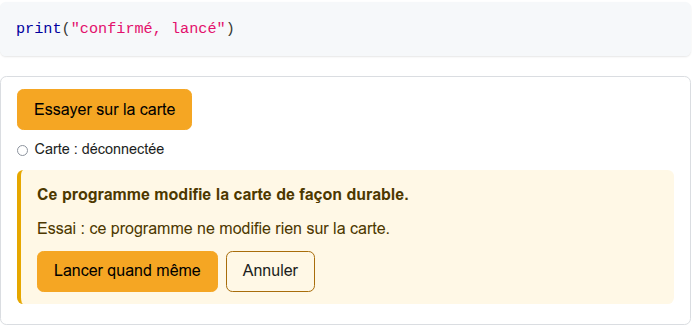 print("confirmé, lancé")
Essayer sur la carte
Carte : déconnectée
Ce programme modifie la carte de façon durable.
Essai : ce programme ne modifie rien sur la carte.
Lancer quand même
Annuler